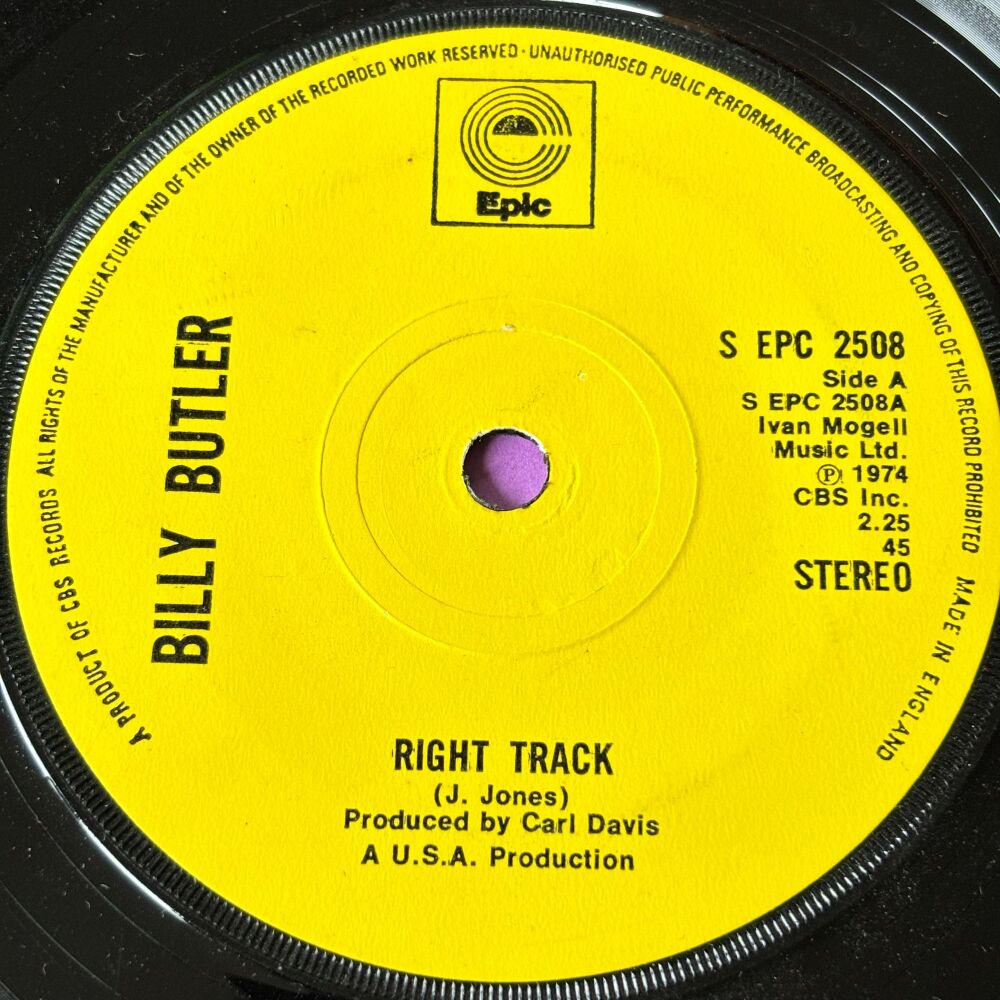 A PRODUCT OF CBS RECORDS ALL RIGHTS OF THE MANUFACTURER AND OF THE OWNER OF THE RECORDED WORK RESERVED · UNAUTHORISED PUBLIC PERFORMANCE BROADCASTING AND COPYING OF THIS RECORD PROHIBITED MADE IN ENGLAND
Epic
BILLY BUTLER
S EPC 2508
Side A
S EPC 2508A
Ivan Mogell
Music Ltd.
℗ 1974
CBS Inc.
2.25
45
STEREO
RIGHT TRACK
(J. Jones)
Produced by Carl Davis
A U.S.A. Production